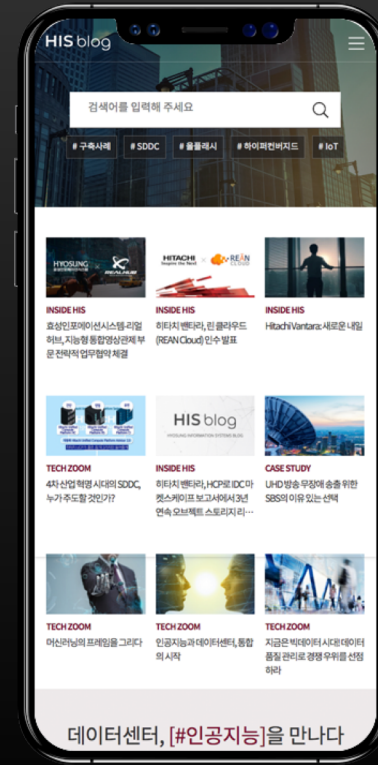 HIS blog
검색어를 입력해 주세요
# 구축사례
# SDDC
# 올플래시
# 하이퍼컨버지드
# IoT
HYOSUNG
REALHUB
HITACHI
Inspire the Next
REAN
CLOUD
INSIDE HIS
효성인포메이션시스템-리얼
허브, 지능형 통합영상관제 부
문 전략적 업무협약 체결
INSIDE HIS
히타치 밴타라, 린 클라우드
(REAN Cloud) 인수 발표
INSIDE HIS
Hitachi Vantara: 새로운 내일
HIS blog
HYOSUNG INFORMATION SYSTEMS BLOG
TECH ZOOM
4차 산업 혁명 시대의 SDDC,
누가 주도할 것인가?
INSIDE HIS
히타치 밴타라, HCP로 IDC 마
켓스케이프 보고서에서 3년
연속 오브젝트 스토리지 리…
CASE STUDY
UHD 방송 무장애 송출 위한
SBS의 이유 있는 선택
TECH ZOOM
머신러닝의 프레임을 그리다
TECH ZOOM
인공지능과 데이터센터, 통합
의 시작
TECH ZOOM
지금은 빅데이터 시대! 데이터
품질 관리로 경쟁 우위를 선점
하라
데이터센터, [#인공지능]을 만나다